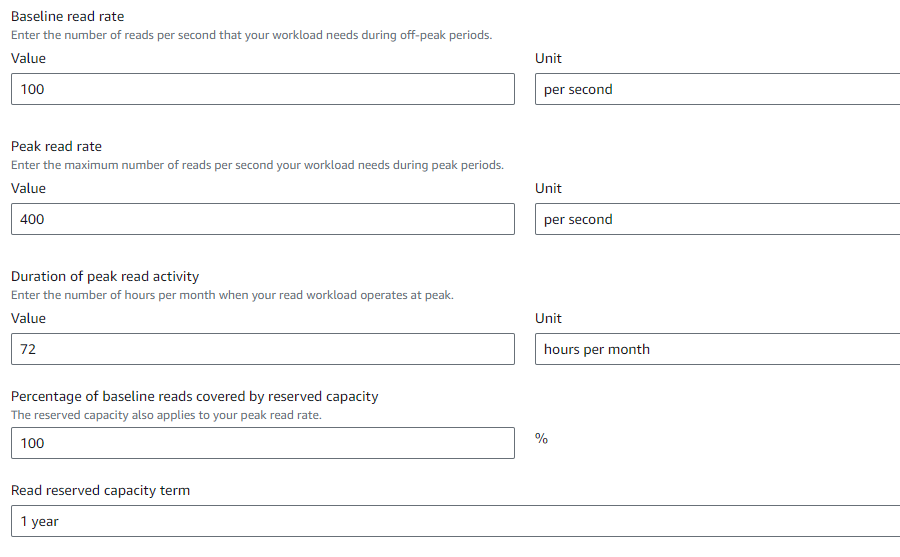 Baseline read rate
Enter the number of reads per second that your workload needs during off-peak periods.
Value Unit
100 per second
Peak read rate
Enter the maximum number of reads per second your workload needs during peak periods.
Value Unit
400 per second
Duration of peak read activity
Enter the number of hours per month when your read workload operates at peak.
Value Unit
72 hours per month
Percentage of baseline reads covered by reserved capacity
The reserved capacity also applies to your peak read rate.
100 %
Read reserved capacity term
1 year